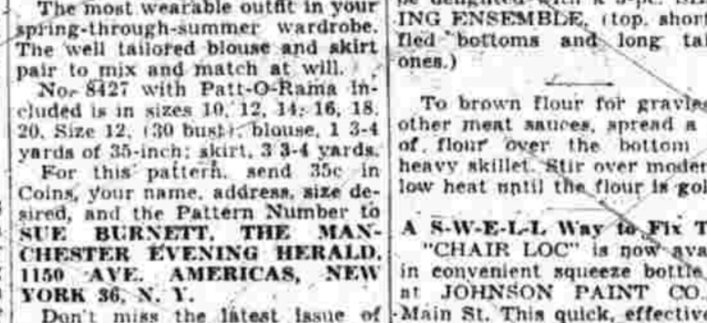 The most wearable outfit in your
spring-through-summer wardrobe.
The well tailored blouse and skirt
pair to mix and match at will.
No. 8427 with Patt-O-Rama in-
cluded is in sizes 10, 12, 14, 16, 18,
20. Size 12, (30 bust), blouse, 1 3-4
yards of 35-inch; skirt, 3 3-4 yards.
For this pattern, send 35c in
Coins, your name, address, size de-
sired, and the Pattern Number to
SUE BURNETT, THE MAN-
CHESTER EVENING HERALD,
1150 AVE. AMERICAS, NEW
YORK 36, N. Y.
Don't miss the latest issue of
ING ENSEMBLE, (top, short
bottoms and long
ones.)
To brown flour for gravies
other meat sauces, spread a
of flour over the bottom
heavy skillet. Stir over moder
low heat until the flour is gol
A S-W-E-L-L Way to Fix T
"CHAIR LOC" is now ava
in convenient squeeze bottle
at JOHNSON PAINT CO.
Main St. This quick, effective